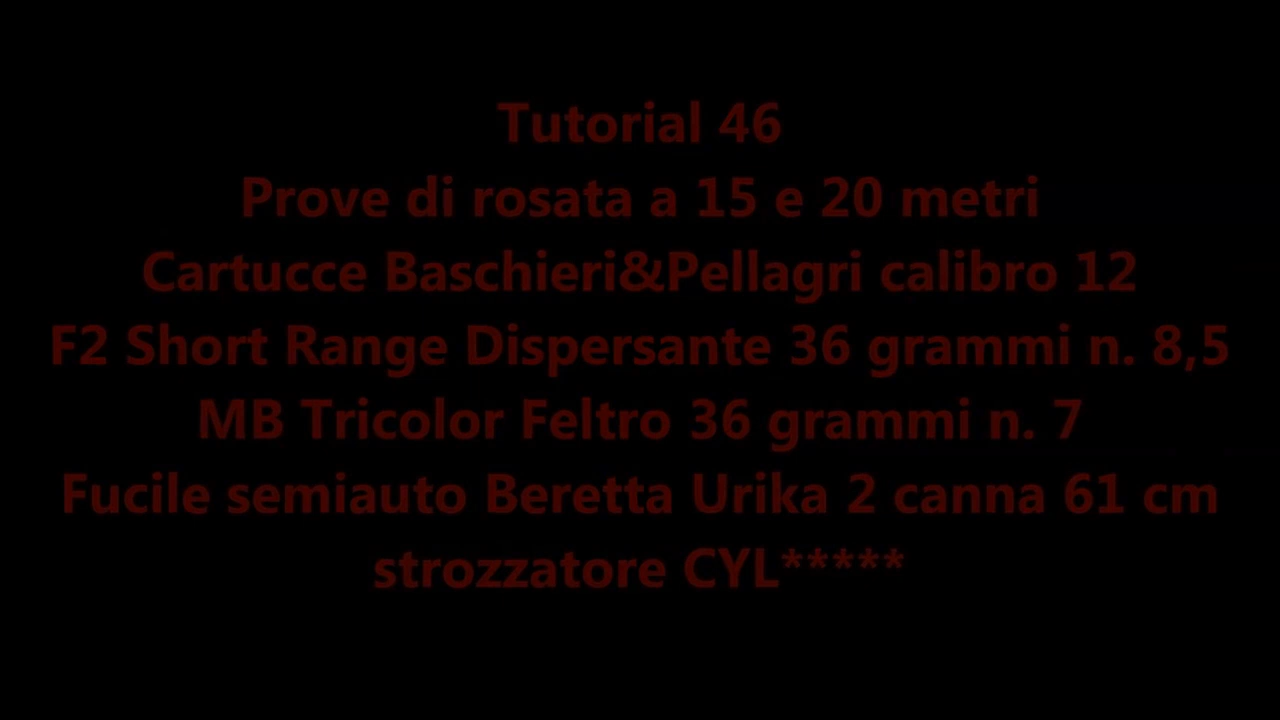 Tutorial 46
Prove di rosata a 15 e 20 metri
Cartucce Baschieri&Pellagri calibro 12
F2 Short Range Dispersante 36 grammi n. 8,5
MB Tricolor Feltro 36 grammi n. 7
Fucile semiauto Beretta Urika 2 canna 61 cm
strozzatore CYL*****